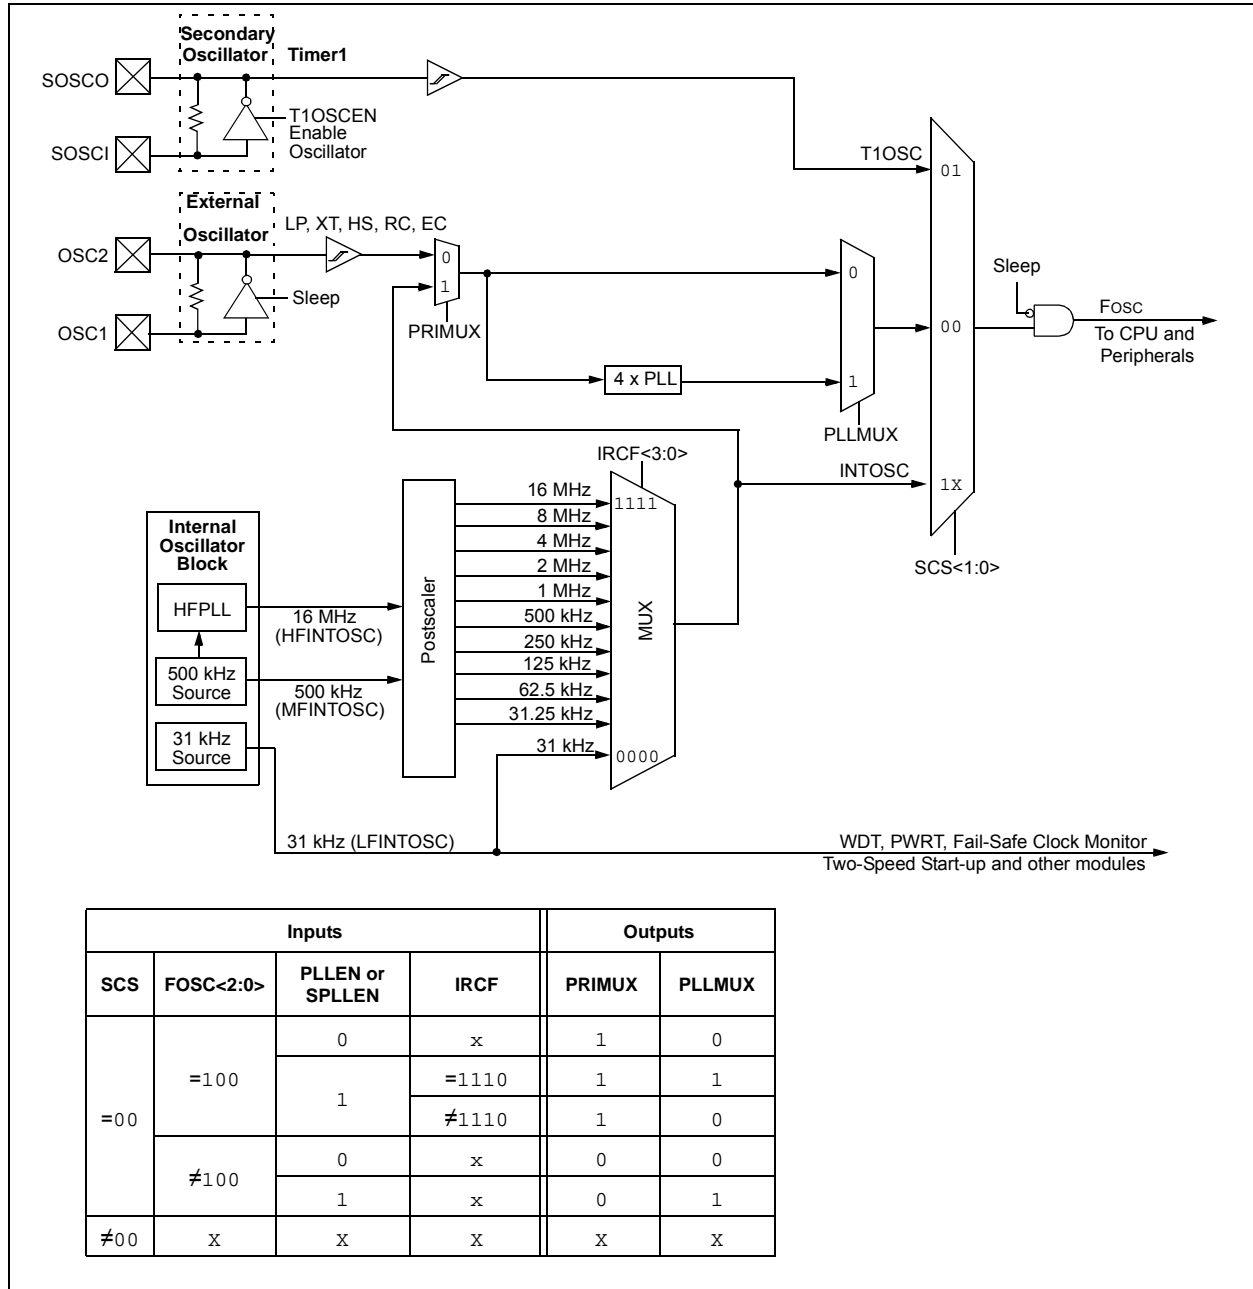 Secondary
Oscillator
Timer1
SOSCO
T1OSCEN
Enable
Oscillator
SOSCI
T1OSC
01
External
Oscillator
LP, XT, HS, RC, EC
OSC2
0
1
0
Sleep
Sleep
OSC1
PRIMUX
00
FOSC
To CPU and
Peripherals
4 x PLL
1
PLLMUX
IRCF<3:0>
INTOSC
1X
SCS<1:0>
Internal
Oscillator
Block
HFPLL
500 kHz
Source
31 kHz
Source
16 MHz
(HFINTOSC)
500 kHz
(MFINTOSC)
Postscaler
16 MHz
8 MHz
4 MHz
2 MHz
1 MHz
500 kHz
250 kHz
125 kHz
62.5 kHz
31.25 kHz
31 kHz
1111
MUX
0000
31 kHz (LFINTOSC)
WDT, PWRT, Fail-Safe Clock Monitor
Two-Speed Start-up and other modules
Inputs Outputs
SCS FOSC<2:0> PLLEN or SPLLEN IRCF PRIMUX PLLMUX
=00 =100 0 x 1 0
1 =1110 1 1
≠1110 1 0
≠100 0 x 0 0
1 x 0 1
≠00 X X X X X